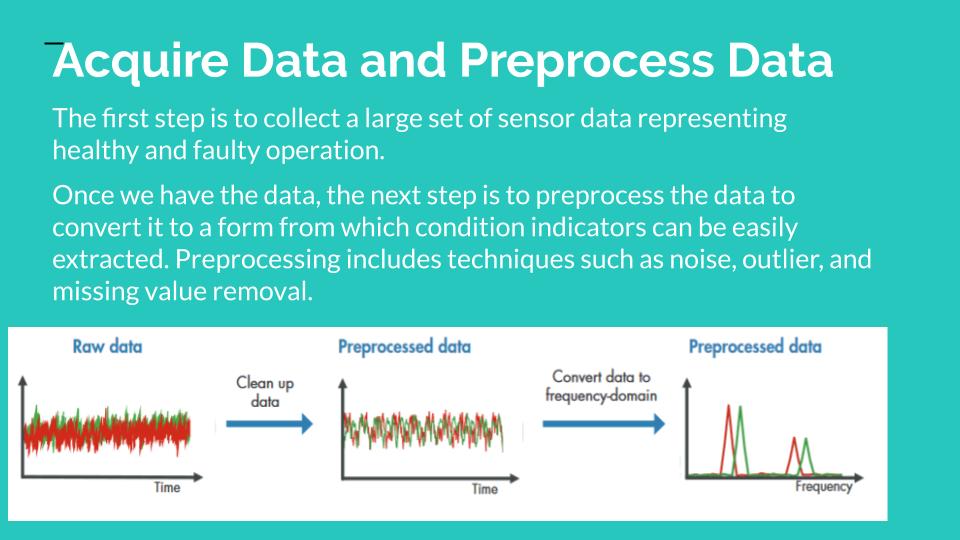 Acquire Data and Preprocess Data
The first step is to collect a large set of sensor data representing
healthy and faulty operation.
Once we have the data, the next step is to preprocess the data to
convert it to a form from which condition indicators can be easily
extracted. Preprocessing includes techniques such as noise, outlier, and
missing value removal.
Raw data
Clean up
data
Preprocessed data
Convert data to
frequency-domain
Preprocessed data
Time
Time
Frequency